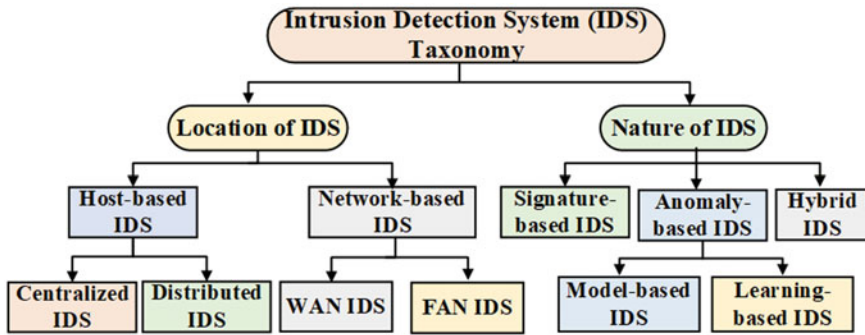 Intrusion Detection System (IDS)
Taxonomy
Location of IDS
Nature of IDS
Host-based
IDS
Network-based
IDS
Signature-
based IDS
Anomaly-
based IDS
Hybrid
IDS
Centralized
IDS
Distributed
IDS
WAN IDS
FAN IDS
Model-based
IDS
Learning-
based IDS